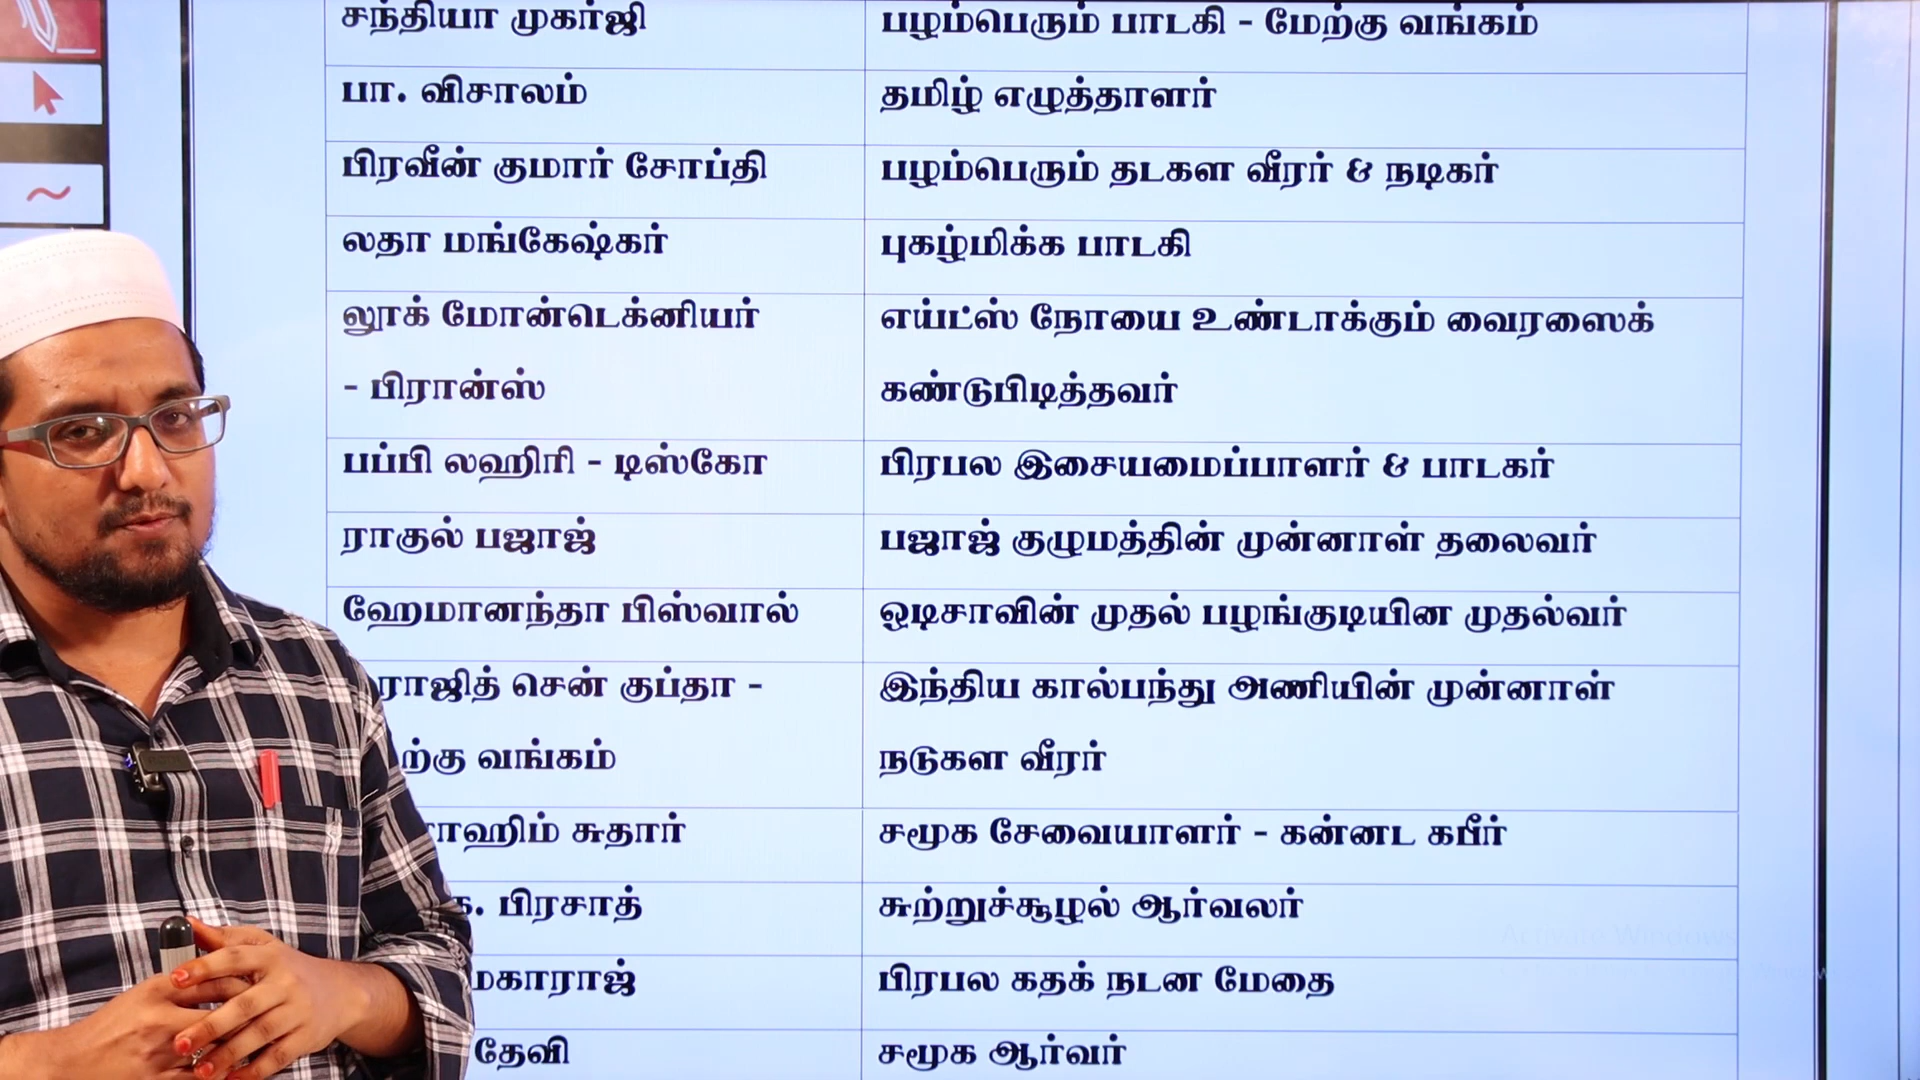 சந்தியா முகர்ஜி பழம்பெரும் பாடகி - மேற்கு வங்கம்
பா. விசாலம் தமிழ் எழுத்தாளர்
பிரவீன் குமார் சோப்தி பழம்பெரும் தடகள வீரர் & நடிகர்
லதா மங்கேஷ்கர் புகழ்மிக்க பாடகி
லூக் மோன்டெக்னியர் எய்ட்ஸ் நோயை உண்டாக்கும் வைரஸைக்
- பிரான்ஸ் கண்டுபிடித்தவர்
பப்பி லஹிரி - டிஸ்கோ பிரபல இசையமைப்பாளர் & பாடகர்
ராகுல் பஜாஜ் பஜாஜ் குழுமத்தின் முன்னாள் தலைவர்
ஹேமானந்தா பிஸ்வால் ஒடிசாவின் முதல் பழங்குடியின முதல்வர்
ராஜித் சென் குப்தா - இந்திய கால்பந்து அணியின் முன்னாள்
ற்கு வங்கம் நடுகள வீரர்
ராஹிம் சுதார் சமூக சேவையாளர் - கன்னட கபீர்
க. பிரசாத் சுற்றுச்சூழல் ஆர்வலர்
மகாராஜ் பிரபல கதக் நடன மேதை
தேவி சமூக ஆர்வர்
Activate Windows